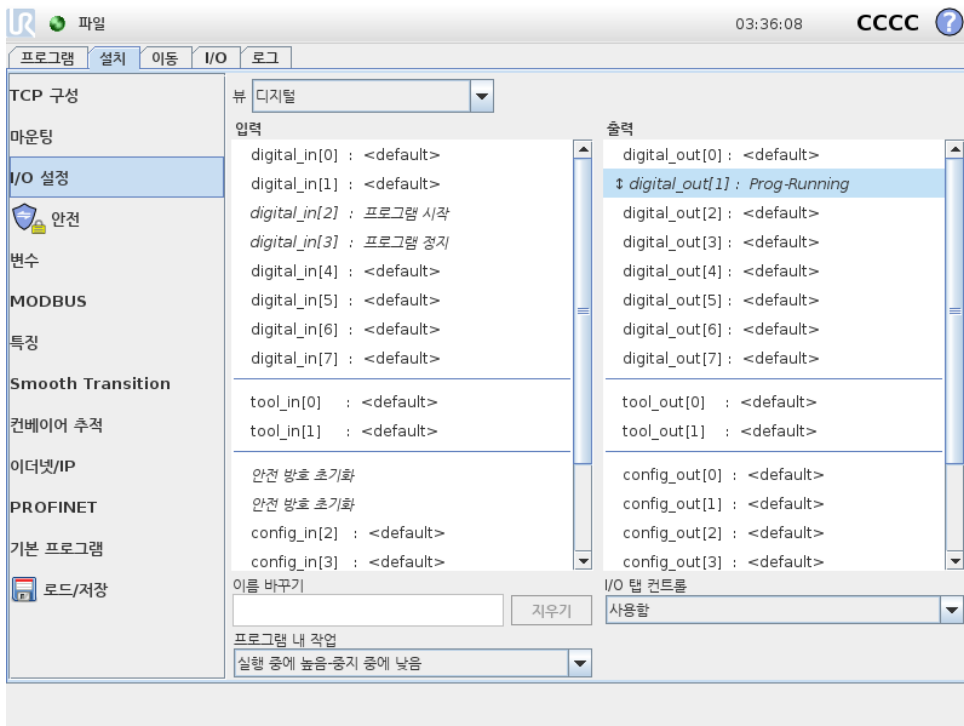 UR 파일 03:36:08 CCCC ?
프로그램 설치 이동 I/O 로그
TCP 구성
마운팅
I/O 설정
안전
변수
MODBUS
특징
Smooth Transition
컨베이어 추적
이더넷/IP
PROFINET
기본 프로그램
로드/저장
뷰 디지털
입력
digital_in[0] : <default>
digital_in[1] : <default>
digital_in[2] : 프로그램 시작
digital_in[3] : 프로그램 정지
digital_in[4] : <default>
digital_in[5] : <default>
digital_in[6] : <default>
digital_in[7] : <default>
tool_in[0] : <default>
tool_in[1] : <default>
안전 방호 초기화
안전 방호 초기화
config_in[2] : <default>
config_in[3] : <default>
이름 바꾸기
지우기
프로그램 내 작업
실행 중에 높음-중지 중에 낮음
출력
digital_out[0] : <default>
↕ digital_out[1] : Prog-Running
digital_out[2] : <default>
digital_out[3] : <default>
digital_out[4] : <default>
digital_out[5] : <default>
digital_out[6] : <default>
digital_out[7] : <default>
tool_out[0] : <default>
tool_out[1] : <default>
config_out[0] : <default>
config_out[1] : <default>
config_out[2] : <default>
config_out[3] : <default>
I/O 탭 컨트롤
사용함